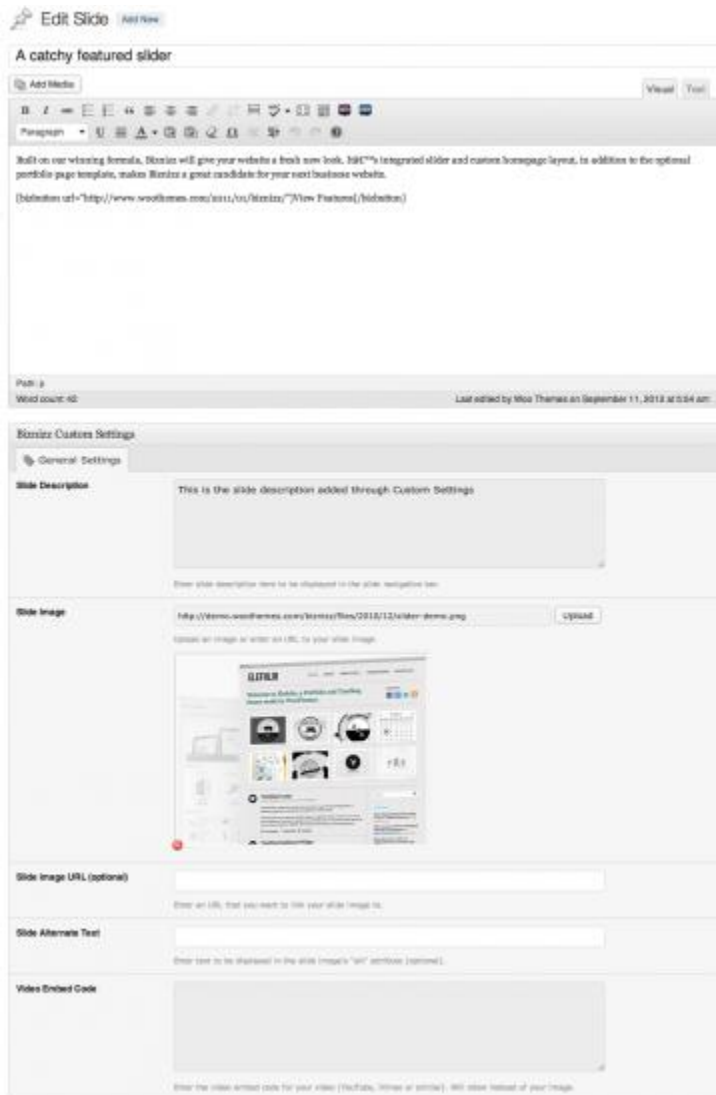 Edit Slide Add New
A catchy featured slider
Add Media
Visual Text
Paragraph
Built on our winning formula, Biznizz will give your website a fresh new look. Itâ€™s integrated slider and custom homepage layout, in addition to the optional
portfolio page template, makes Biznizz a great candidate for your next business website.
[bizbutton url="http://www.woothemes.com/2011/01/biznizz/"]View Features[/bizbutton]
Path: p
Word count: 42
Last edited by Woo Themes on September 11, 2012 at 5:54 am
Biznizz Custom Settings
General Settings
Slide Description
This is the slide description added through Custom Settings
Enter slide description here to be displayed in the slide navigation bar.
Slide Image
http://demo.woothemes.com/biznizz/files/2010/12/slider-demo.png
Upload
Upload an image or enter an URL to your slide image.
Slide Image URL (optional)
Enter an URL that you want to link your slide image to.
Slide Alternate Text
Enter text to be displayed in the slide image's "alt" attribute (optional).
Video Embed Code
Enter the video embed code for your video (YouTube, Vimeo or similar). Will show instead of your image.